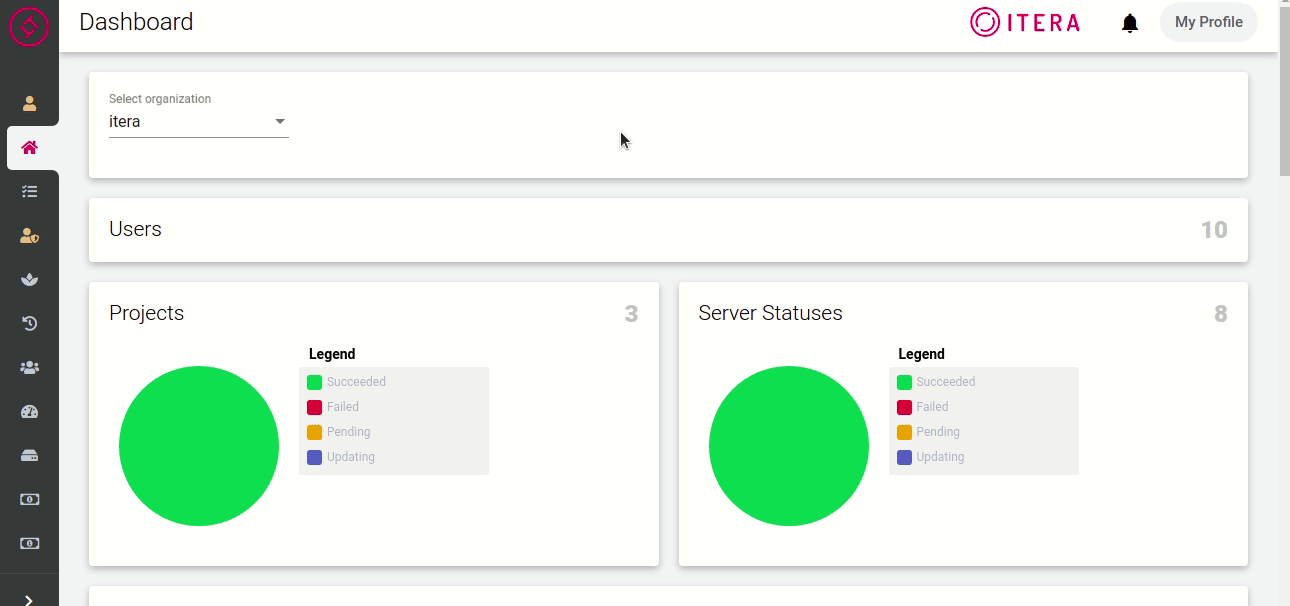 Dashboard
ITERA
My Profile
Select organization
itera
Users
10
Projects
3
Legend
Succeeded
Failed
Pending
Updating
Server Statuses
8
Legend
Succeeded
Failed
Pending
Updating